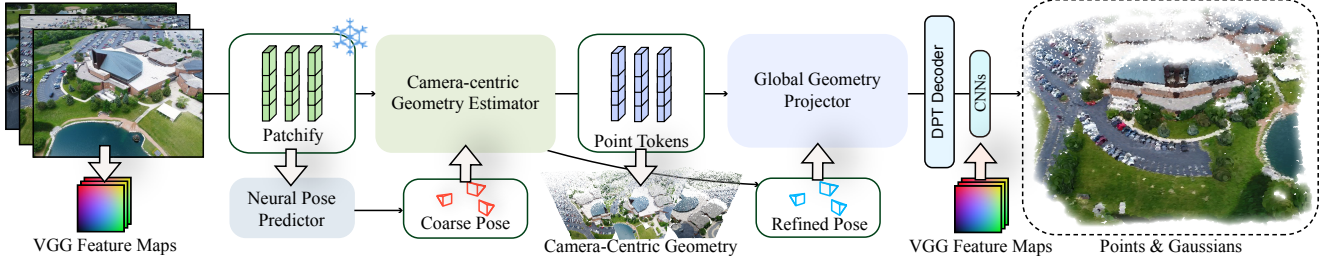 VGG Feature Maps
Patchify
Neural Pose
Predictor
Camera-centric
Geometry Estimator
Coarse Pose
Point Tokens
Camera-Centric Geometry
Global Geometry
Projector
Refined Pose
DPT Decoder
CNNs
VGG Feature Maps
Points & Gaussians